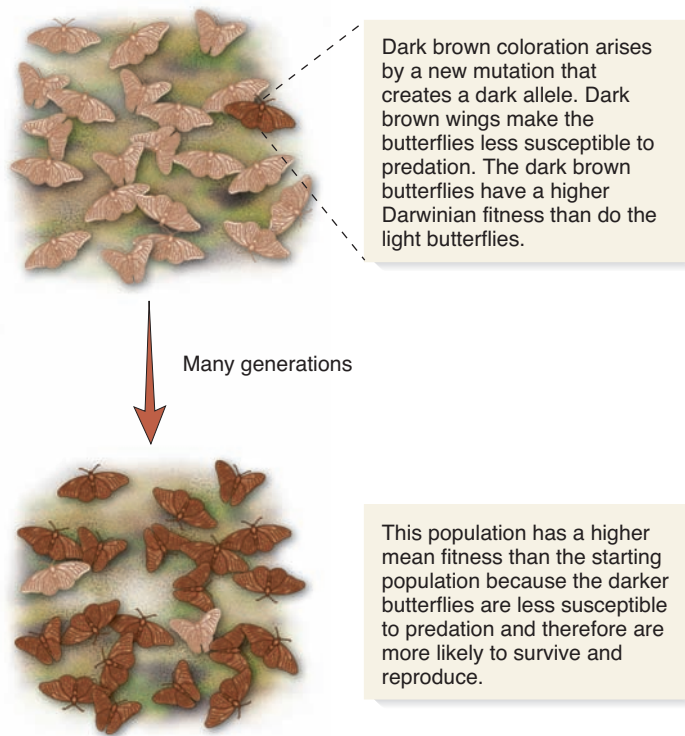 Dark brown coloration arises
by a new mutation that
creates a dark allele. Dark
brown wings make the
butterflies less susceptible to
predation. The dark brown
butterflies have a higher
Darwinian fitness than do the
light butterflies.
Many generations
This population has a higher
mean fitness than the starting
population because the darker
butterflies are less susceptible
to predation and therefore are
more likely to survive and
reproduce.